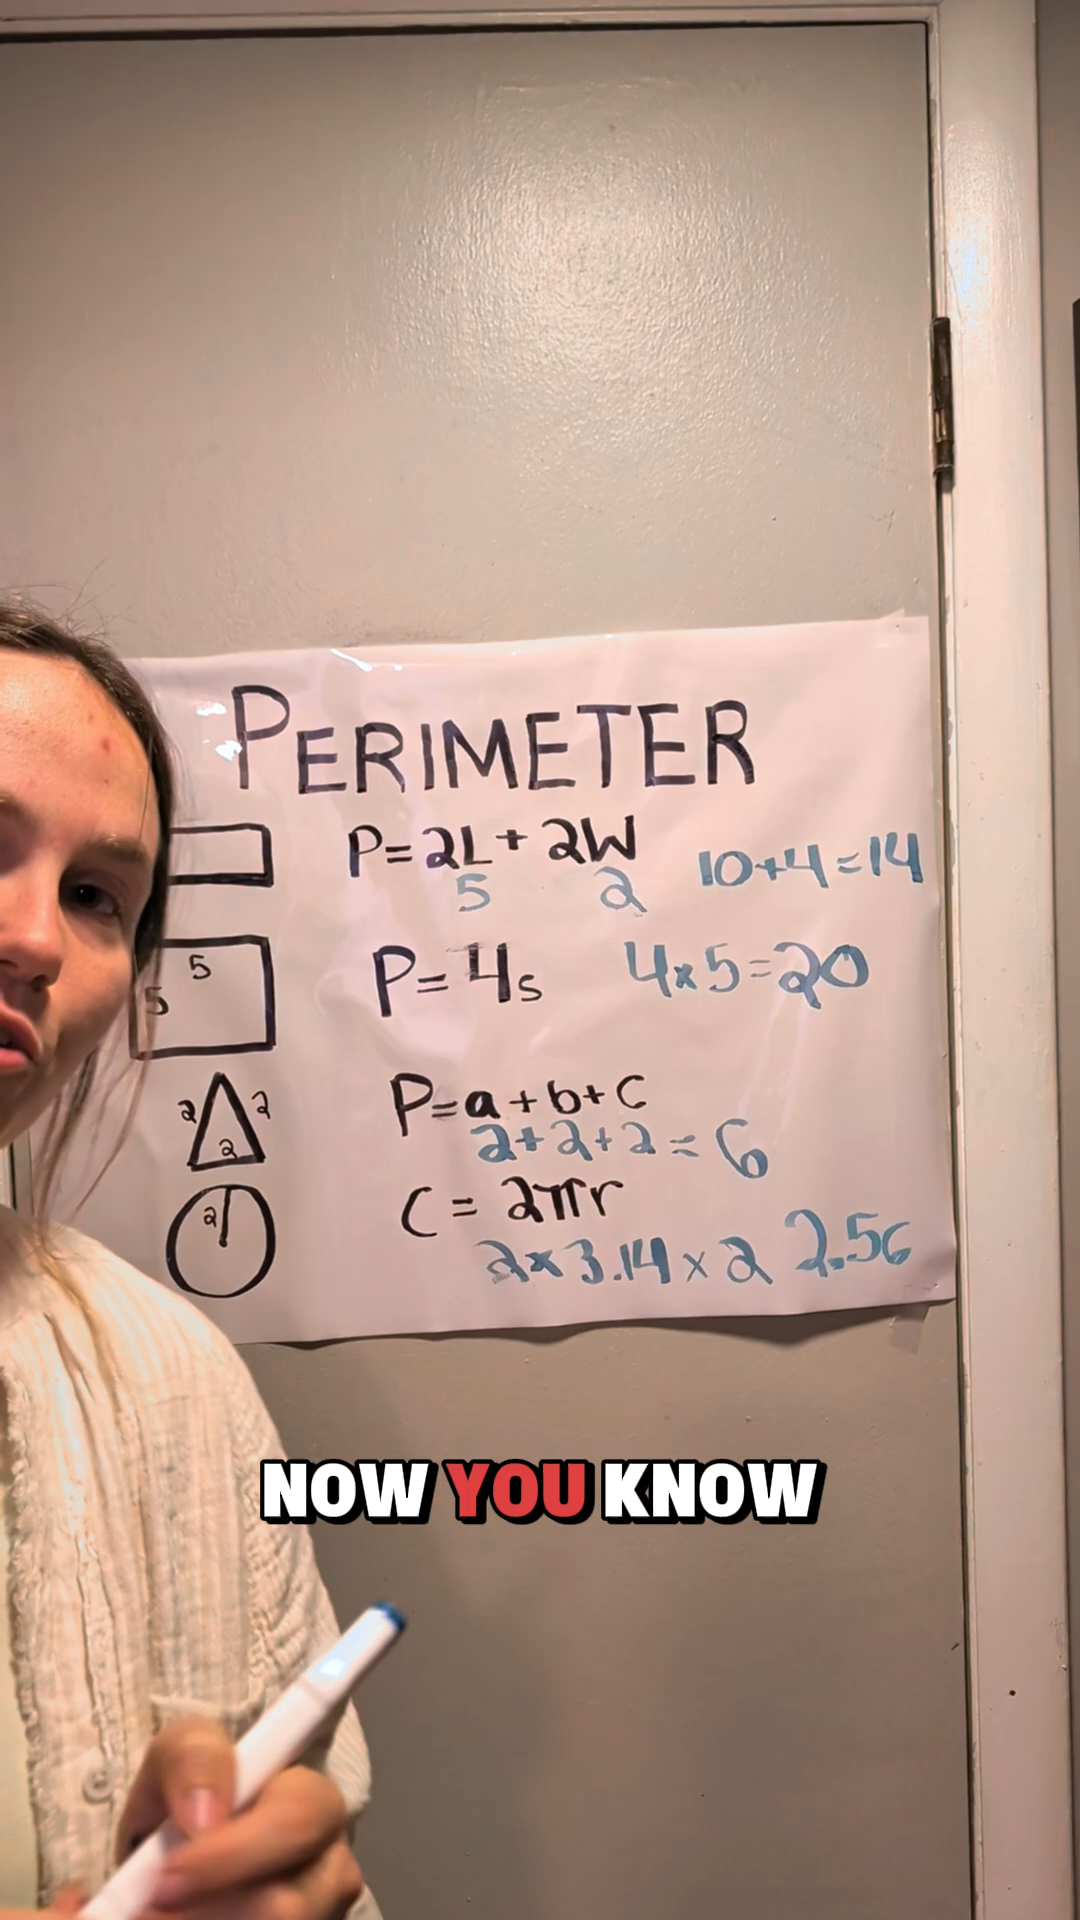 PERIMETER
P=2L+2W
5 2 10+4=14
5
5
P=4s 4x5=20
2 2
2
P=a+b+c
2+2+2=6
2
C=2πr
2x3.14x2 2.56
NOW YOU KNOW